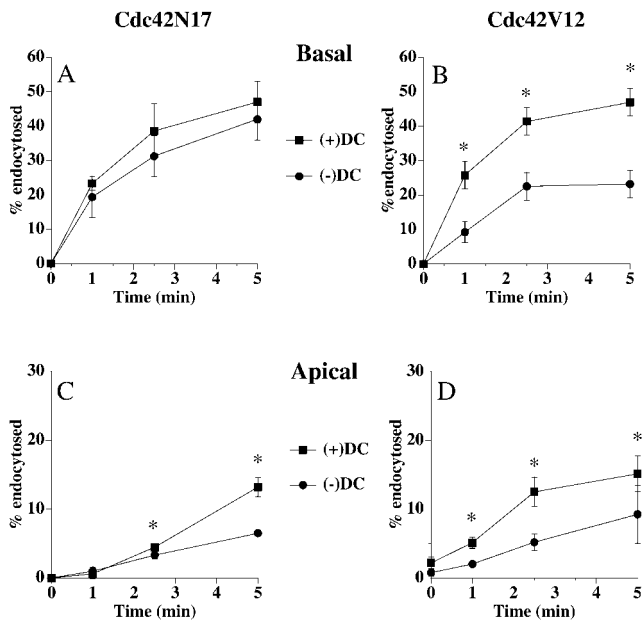 Cdc42N17 Cdc42V12
Basal
60
50
40
30
20
10
0
% endocytosed
A
0 1 2 3 4 5
Time (min)
(+)DC
(-)DC
60
50
40
30
20
10
0
% endocytosed
B
* * *
0 1 2 3 4 5
Time (min)
Apical
30
20
10
0
% endocytosed
C
* *
0 1 2 3 4 5
Time (min)
(+)DC
(-)DC
30
20
10
0
% endocytosed
D
* * *
0 1 2 3 4 5
Time (min)